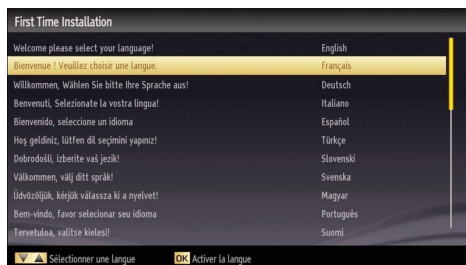 First Time Installation
Welcome please select your language! English
Bienvenue ! Veuillez choisir une langue. Français
Willkommen, Wählen Sie bitte Ihre Sprache aus! Deutsch
Benvenuti, Selezionate la vostra lingua! Italiano
Bienvenido, seleccione un idioma Español
Hoş geldiniz, lütfen dil seçimini yapınız! Türkçe
Dobrodošli, izberite vaš jezik! Slovenski
Välkommen, välj ditt språk! Svenska
Üdvözöljük, kérjük válassza ki a nyelvet! Magyar
Bem-vindo, favor selecionar seu idioma Português
Tervetuloa, valitse kielesi! Suomi
Sélectionner une langue OK Activer la langue